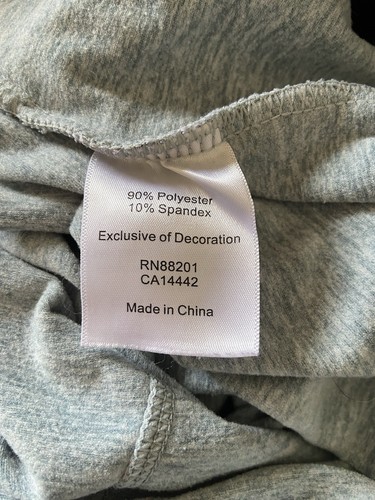 90% Polyester
10% Spandex
Exclusive of Decoration
RN88201
CA14442
Made in China